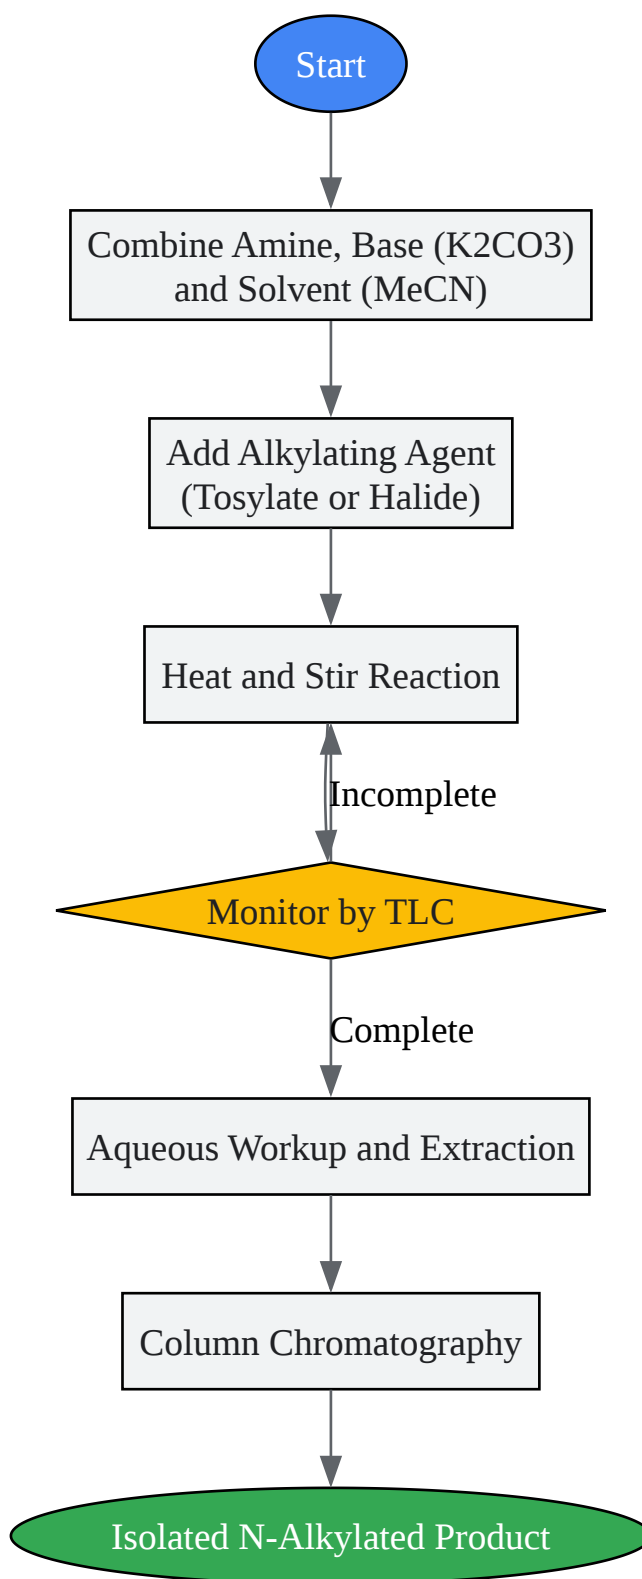 Start
Combine Amine, Base (K2CO3)
and Solvent (MeCN)
Add Alkylating Agent
(Tosylate or Halide)
Heat and Stir Reaction
Incomplete
Monitor by TLC
Complete
Aqueous Workup and Extraction
Column Chromatography
Isolated N-Alkylated Product